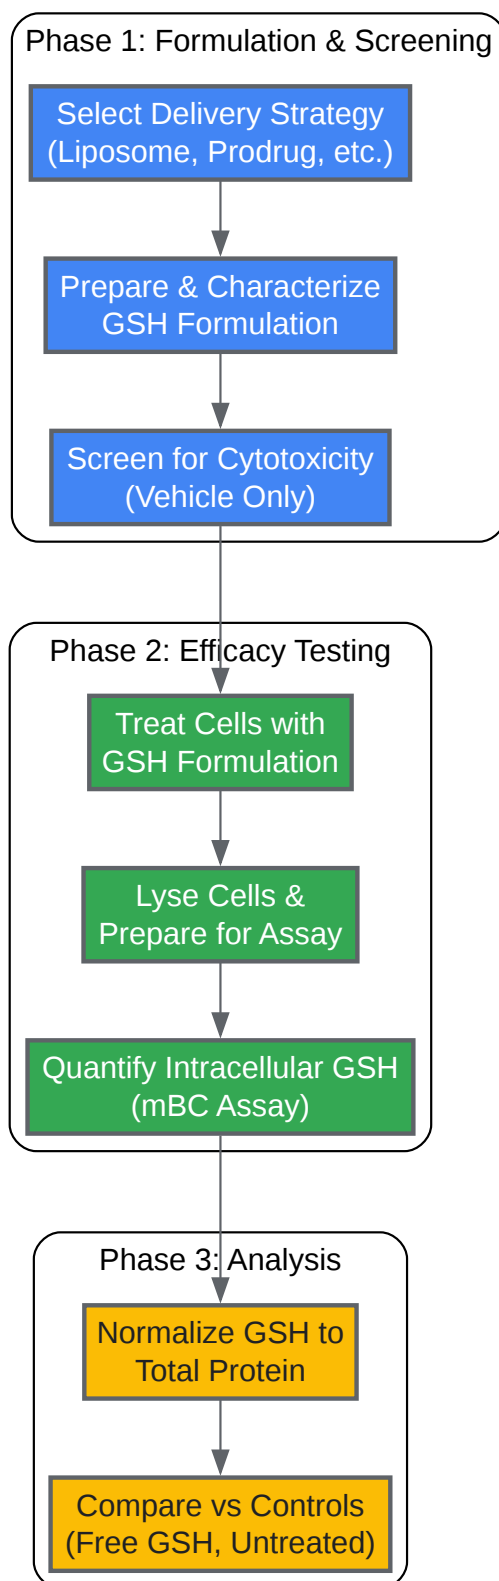 Phase 1: Formulation & Screening
Select Delivery Strategy
(Liposome, Prodrug, etc.)
Prepare & Characterize
GSH Formulation
Screen for Cytotoxicity
(Vehicle Only)
Phase 2: Efficacy Testing
Treat Cells with
GSH Formulation
Lyse Cells &
Prepare for Assay
Quantify Intracellular GSH
(mBC Assay)
Phase 3: Analysis
Normalize GSH to
Total Protein
Compare vs Controls
(Free GSH, Untreated)